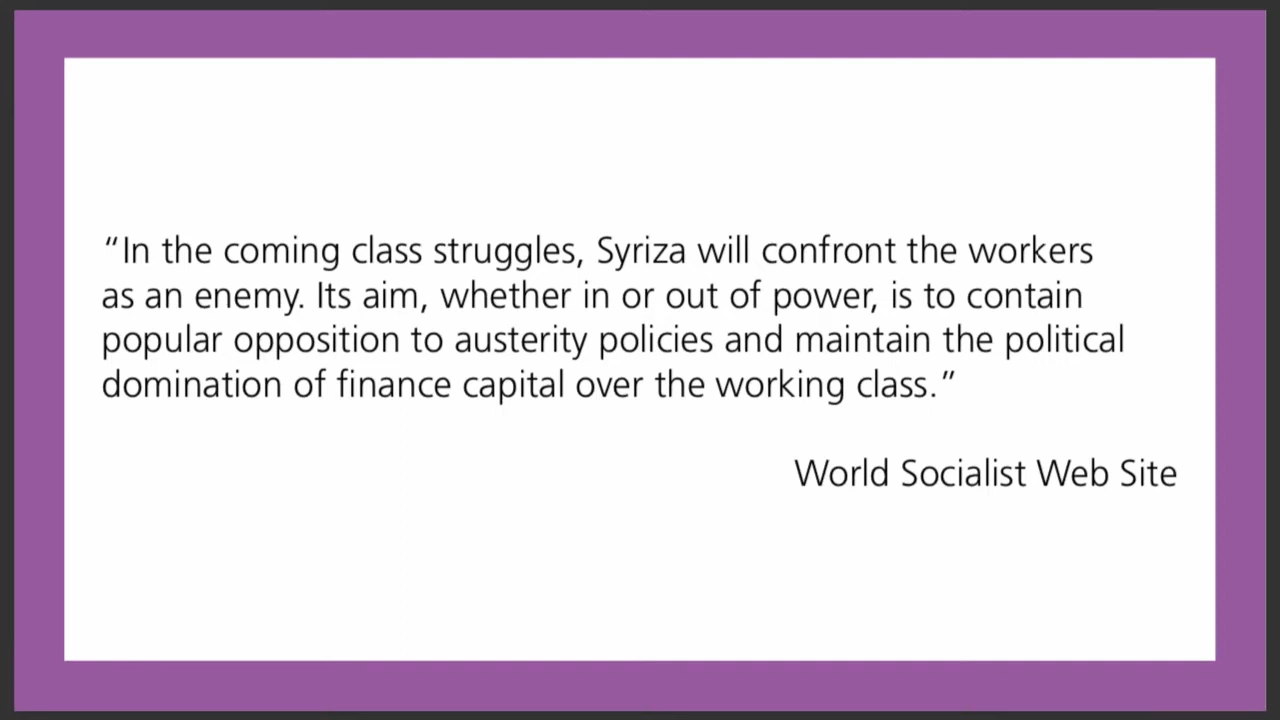 “In the coming class struggles, Syriza will confront the workers
as an enemy. Its aim, whether in or out of power, is to contain
popular opposition to austerity policies and maintain the political
domination of finance capital over the working class.”
World Socialist Web Site